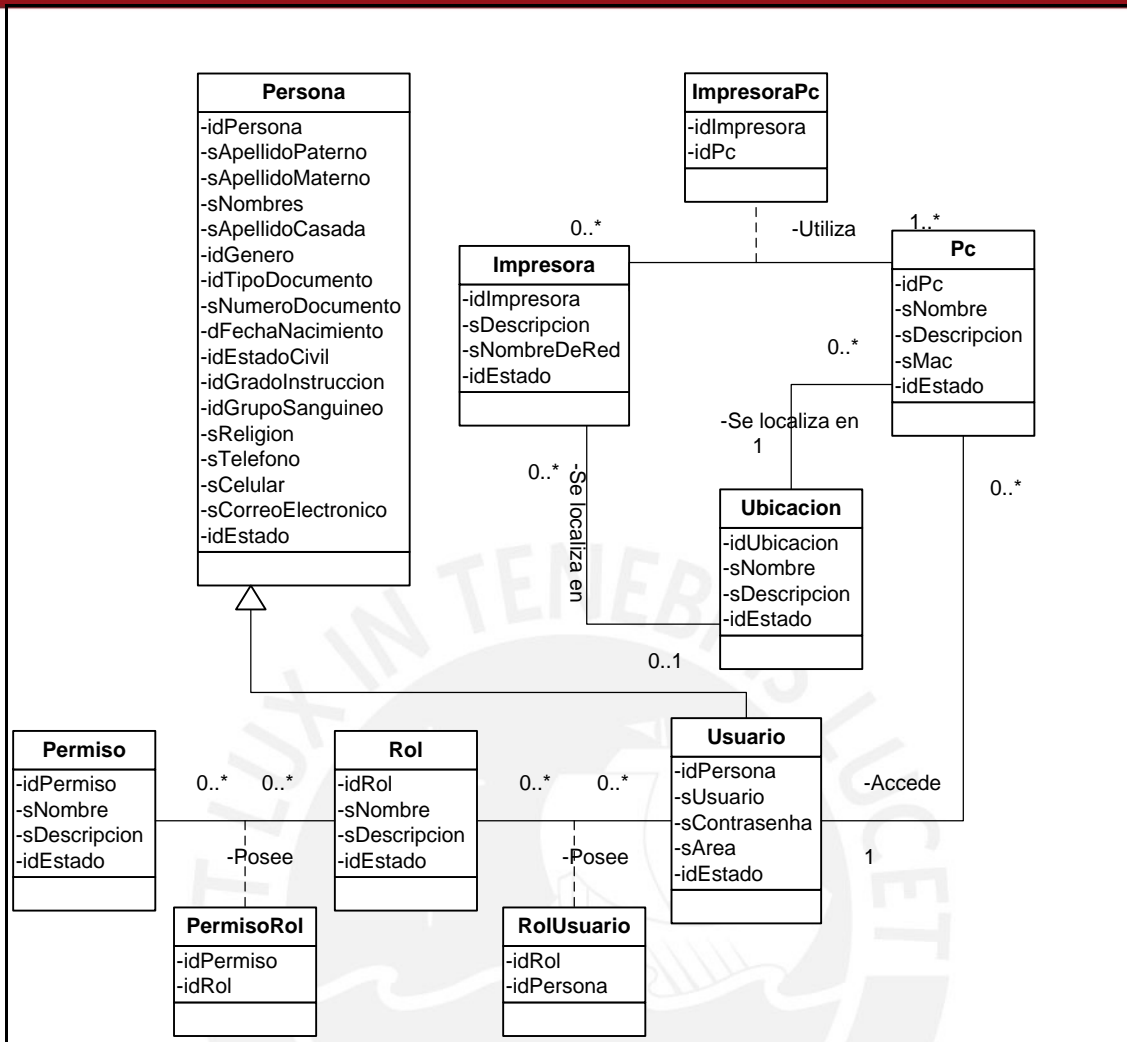 Persona
-idPersona
-sApellidoPaterno
-sApellidoMaterno
-sNombres
-sApellidoCasada
-idGenero
-idTipoDocumento
-sNumeroDocumento
-dFechaNacimiento
-idEstadoCivil
-idGradoInstruccion
-idGrupoSanguineo
-sReligion
-sTelefono
-sCelular
-sCorreoElectronico
-idEstado
ImpresoraPc
-idImpresora
-idPc
0..*
-Utiliza
1..*
Impresora
-idImpresora
-sDescripcion
-sNombreDeRed
-idEstado
Pc
-idPc
-sNombre
-sDescripcion
-sMac
-idEstado
0..*
-Se localiza en
1
0..*
-Se localiza en
0..*
Ubicacion
-idUbicacion
-sNombre
-sDescripcion
-idEstado
0..1
Permiso
-idPermiso
-sNombre
-sDescripcion
-idEstado
0..*
0..*
-Posee
Rol
-idRol
-sNombre
-sDescripcion
-idEstado
0..*
0..*
-Posee
Usuario
-idPersona
-sUsuario
-sContrasenha
-sArea
-idEstado
-Accede
1
PermisoRol
-idPermiso
-idRol
RolUsuario
-idRol
-idPersona
LUX IN TENEBRIS LUCET